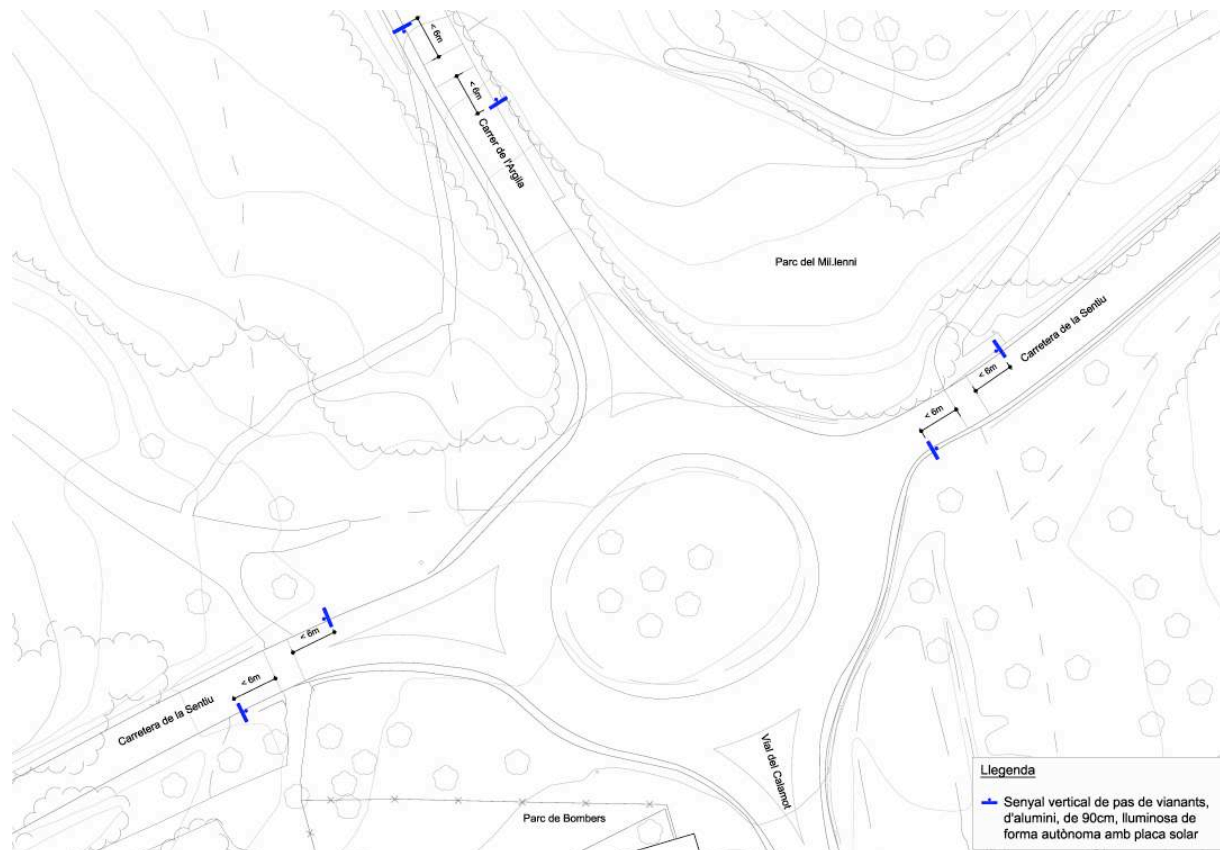 < 6m
< 6m
Carrer de l'Argila
Parc del Mil.lenni
Carretera de la Sentiu
< 6m
< 6m
< 6m
< 6m
Carretera de la Sentiu
Vial del Calamot
Parc de Bombers
Llegenda
Senyal vertical de pas de vianants,
d'alumini, de 90cm, lluminosa de
forma autònoma amb placa solar